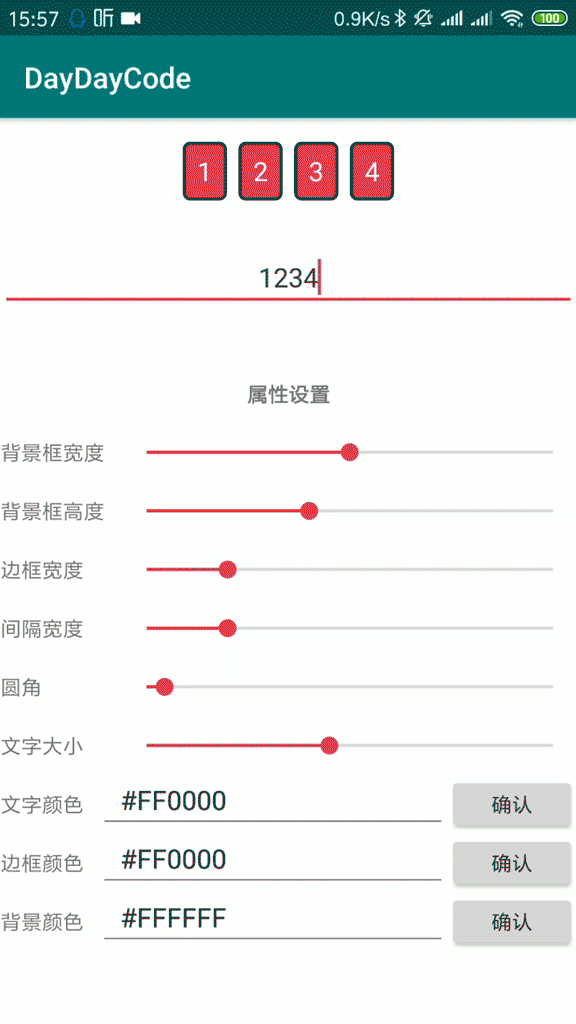 15:57 听 0.9K/s 100
DayDayCode
1 2 3 4
1234
属性设置
背景框宽度
背景框高度
边框宽度
间隔宽度
圆角
文字大小
文字颜色 #FF0000 确认
边框颜色 #FF0000 确认
背景颜色 #FFFFFF 确认